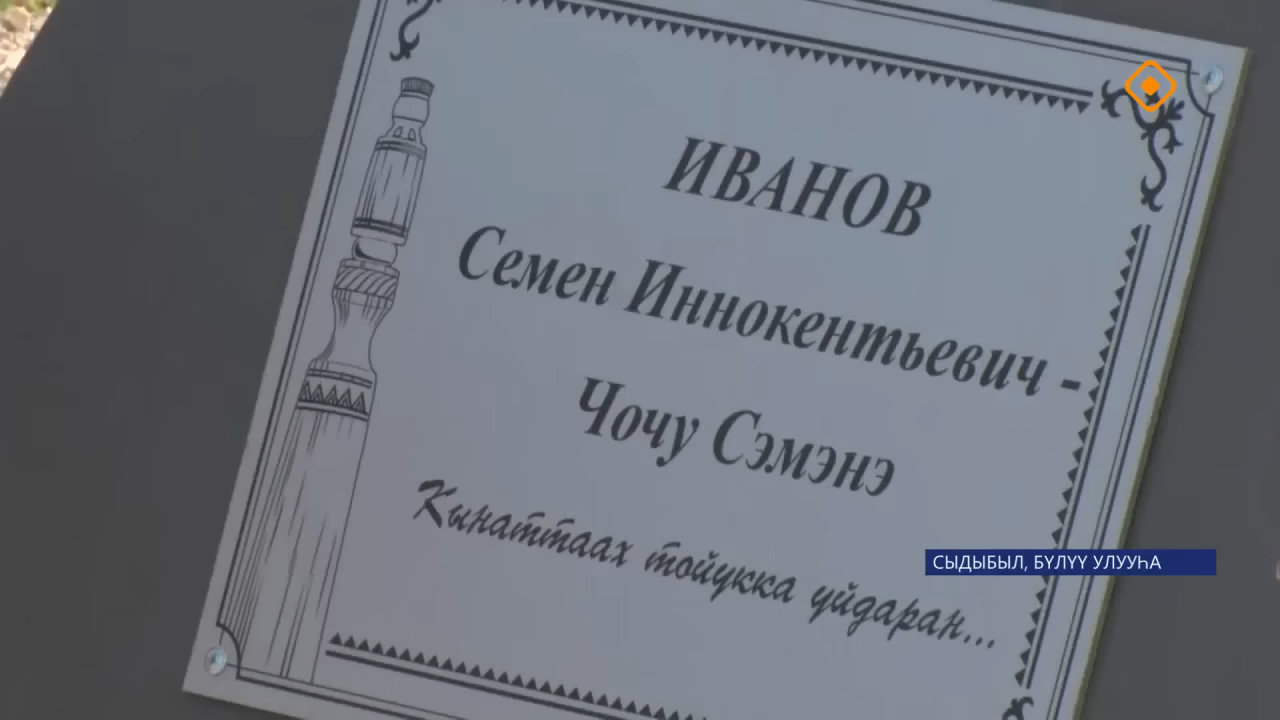 ИВАНОВ
Семен Иннокентьевич -
Чочу Сэмэнэ
Кынаттаах тойукка уйдаран...
СЫДЫБЫЛ, БҮЛҮҮ УЛУУҺА